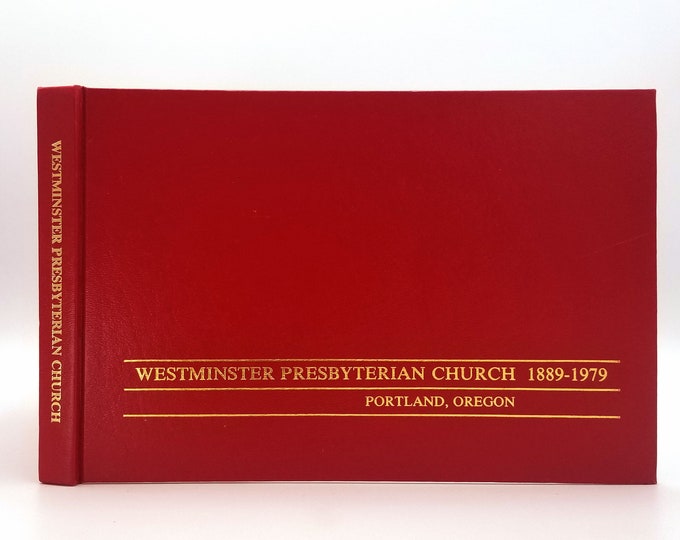 WESTMINSTER PRESBYTERIAN CHURCH
WESTMINSTER PRESBYTERIAN CHURCH 1889-1979
PORTLAND, OREGON